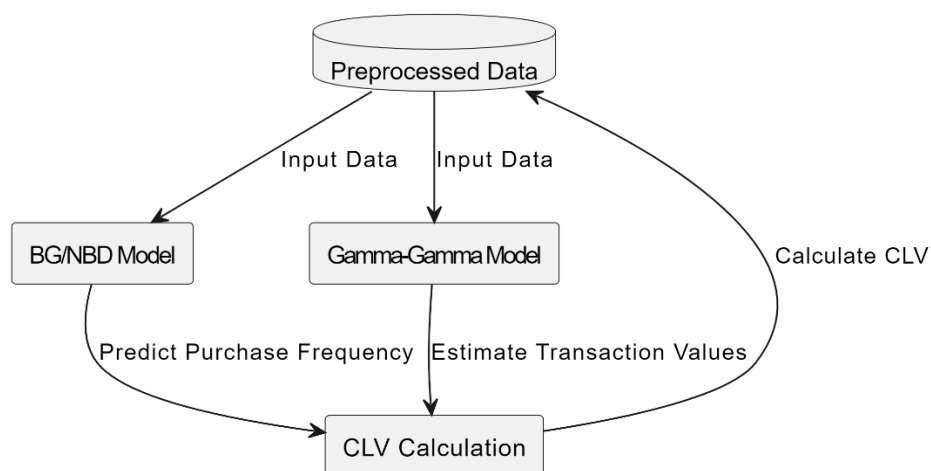 Preprocessed Data
Input Data
Input Data
BG/NBD Model
Gamma-Gamma Model
Calculate CLV
Predict Purchase Frequency
Estimate Transaction Values
CLV Calculation